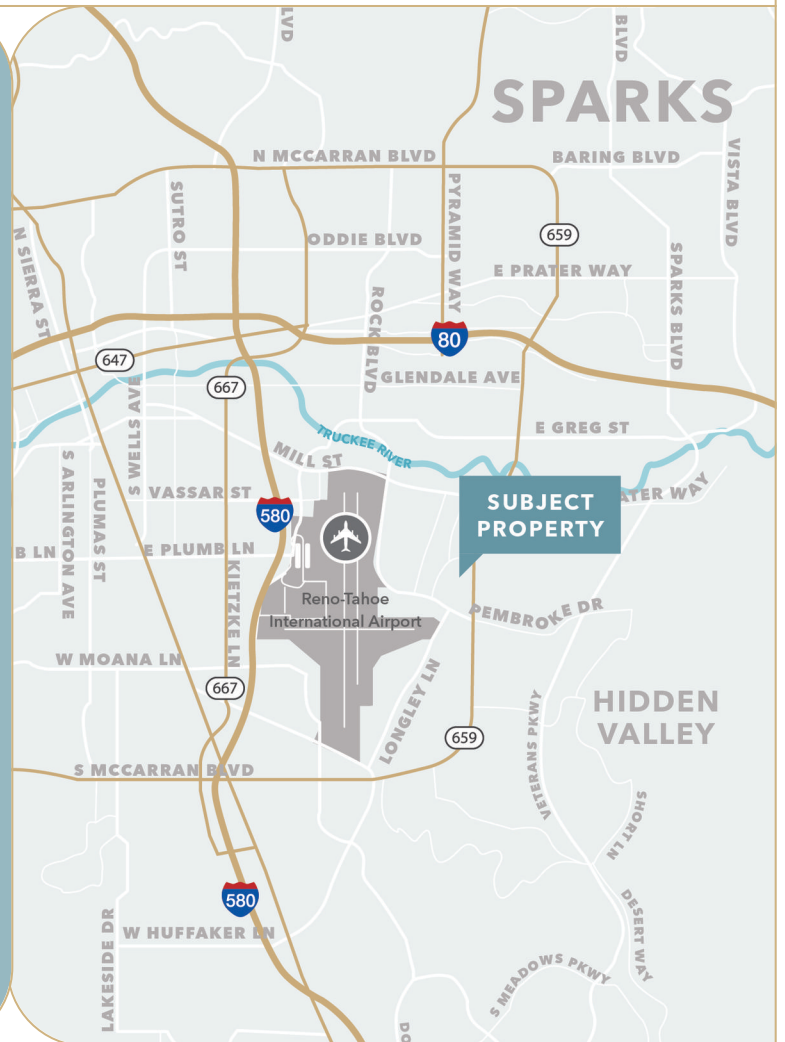 LVD
BLVD
SPARKS
N MCCARRAN BLVD
BARING BLVD
VISTA BLVD
SUTRO ST
PYRAMID WAY
N SIERRA ST
ODDIE BLVD
659
E PRATER WAY
SPARKS BLVD
ROCK BLVD
80
647
667
GLENDALE AVE
S WELLS AVE
E GREG ST
TRUCKEE RIVER
MILL ST
S ARLINGTON AVE
PLUMAS ST
VASSAR ST
580
SUBJECT
PROPERTY
ATER WAY
B LN
E PLUMB LN
KIETZKE LN
Reno-Tahoe
International Airport
PEMBROKE DR
W MOANA LN
LONGLEY LN
667
HIDDEN
VALLEY
VETERANS PKWY
659
S MCCARRAN BLVD
SHORT LN
580
LAKESIDE DR
W HUFFAKER LN
DESERT WAY
S MEADOWS PKWY
DO